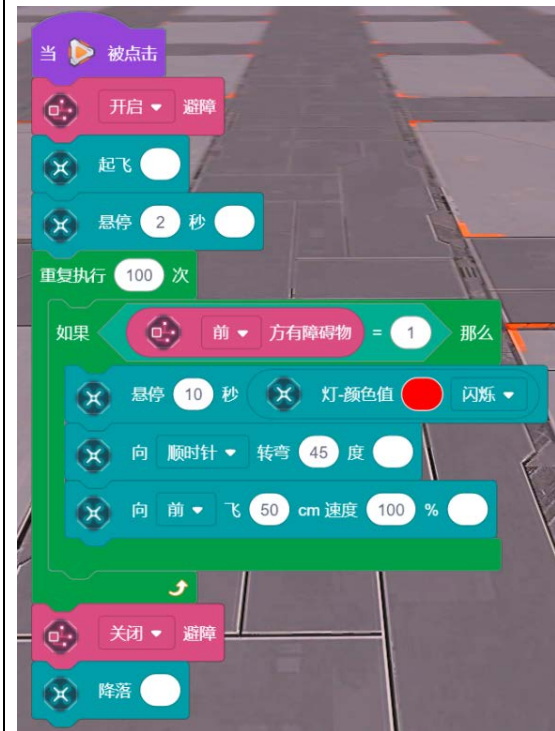 当 被点击
开启 避障
起飞
悬停 2 秒
重复执行 100 次
如果 前 方有障碍物 = 1 那么
悬停 10 秒 灯-颜色值 闪烁
向 顺时针 转弯 45 度
向 前 飞 50 cm 速度 100 %
关闭 避障
降落